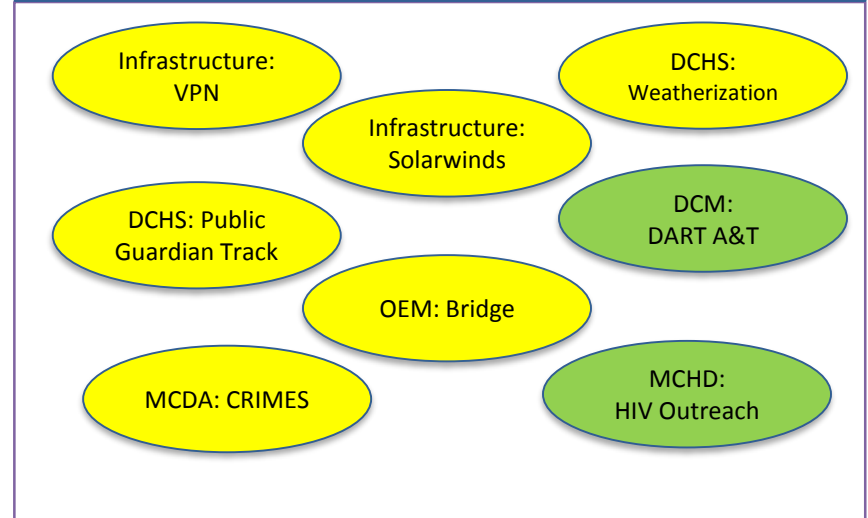 Infrastructure:
VPN
DCHS:
Weatherization
Infrastructure:
Solarwinds
DCHS: Public
Guardian Track
DCM:
DART A&T
OEM: Bridge
MCDA: CRIMES
MCHD:
HIV Outreach